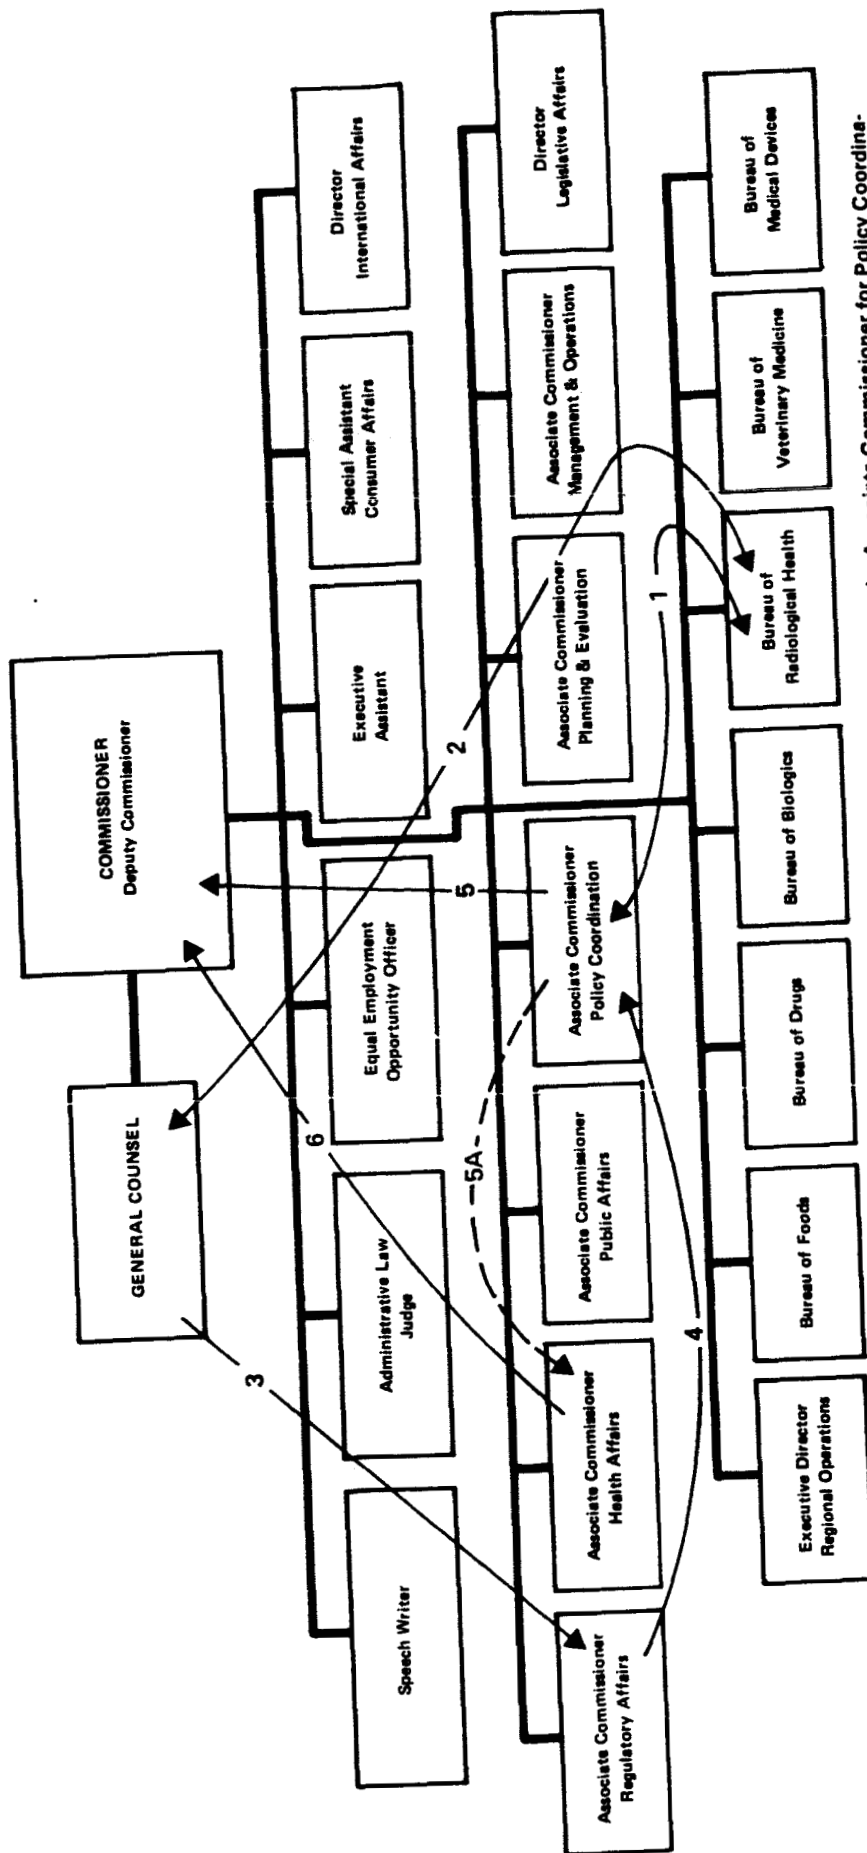 COMMISSIONER
Deputy Commissioner
GENERAL COUNSEL
Speech Writer
Administrative Law
Judge
Equal Employment
Opportunity Officer
Executive
Assistant
Special Assistant
Consumer Affairs
Director
International Affairs
Associate Commissioner
Regulatory Affairs
Associate Commissioner
Health Affairs
Associate Commissioner
Public Affairs
Associate Commissioner
Policy Coordination
Associate Commissioner
Planning & Evaluation
Associate Commissioner
Management & Operations
Director
Legislative Affairs
Executive Director
Regional Operations
Bureau of Foods
Bureau of Drugs
Bureau of Biologics
Bureau of
Radiological Health
Bureau of
Veterinary Medicine
Bureau of
Medical Devices
3
6
5
2
5A
4
1
Commissioner for Policy Coordina-